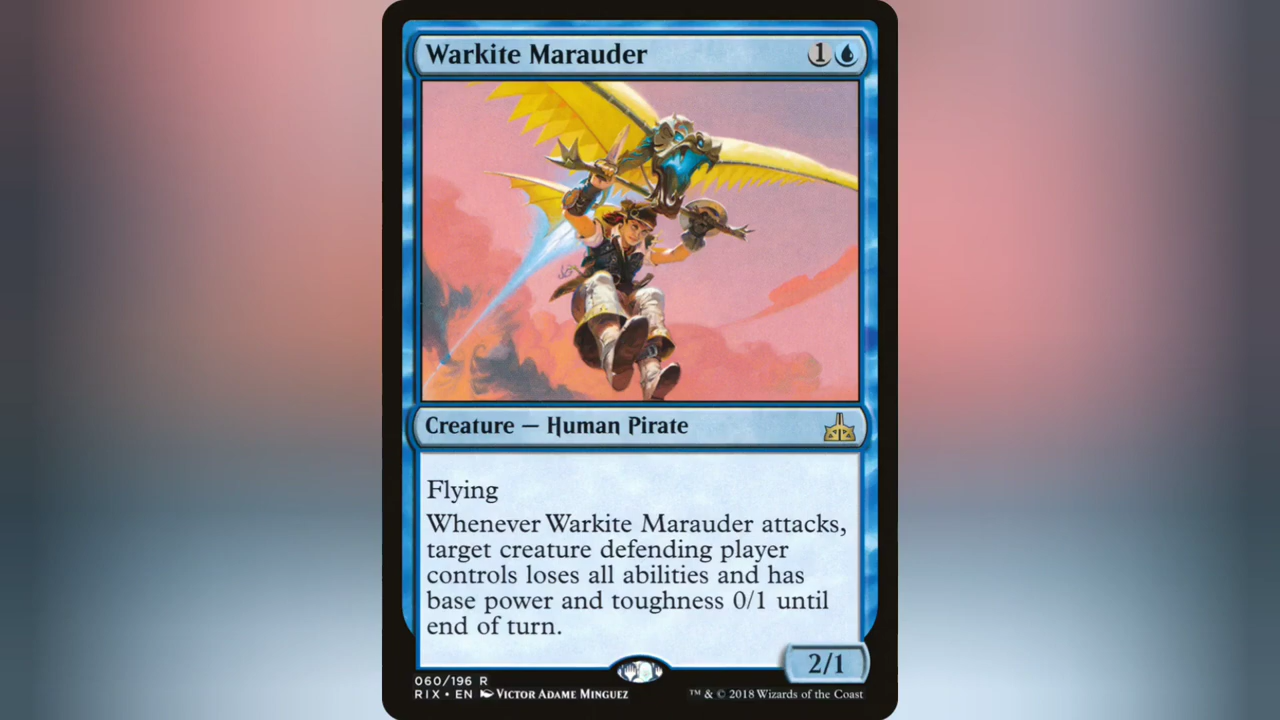 Warkite Marauder 1
Creature — Human Pirate
Flying
Whenever Warkite Marauder attacks,
target creature defending player
controls loses all abilities and has
base power and toughness 0/1 until
end of turn.
2/1
060/196 R
RIX • EN Victor Adame Minguez
™ & © 2018 Wizards of the Coast